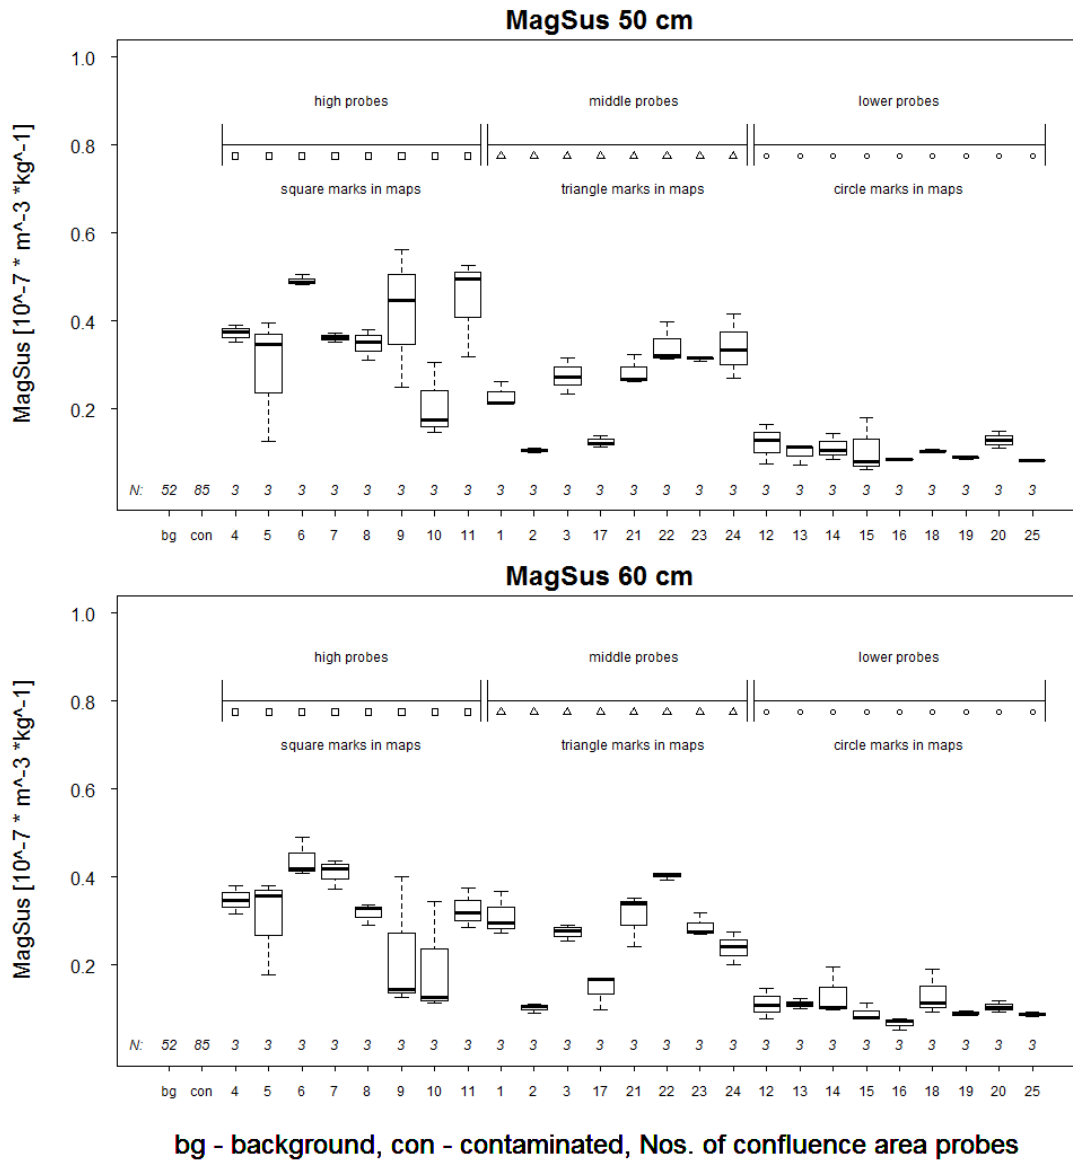 MagSus 50 cm
MagSus [10^-7 * m^-3 *kg^-1]
1.0
0.8
0.6
0.4
0.2
high probes middle probes lower probes
square marks in maps triangle marks in maps circle marks in maps
N: 52 85 3 3 3 3 3 3 3 3 3 3 3 3 3 3 3 3 3 3 3 3 3 3 3 3 3
bg con 4 5 6 7 8 9 10 11 1 2 3 17 21 22 23 24 12 13 14 15 16 18 19 20 25
MagSus 60 cm
MagSus [10^-7 * m^-3 *kg^-1]
1.0
0.8
0.6
0.4
0.2
high probes middle probes lower probes
square marks in maps triangle marks in maps circle marks in maps
N: 52 85 3 3 3 3 3 3 3 3 3 3 3 3 3 3 3 3 3 3 3 3 3 3 3 3 3
bg con 4 5 6 7 8 9 10 11 1 2 3 17 21 22 23 24 12 13 14 15 16 18 19 20 25
bg - background, con - contaminated, Nos. of confluence area probes